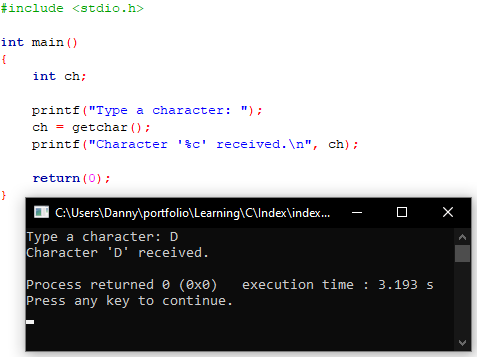 #include <stdio.h>
int main()
{
int ch;
printf("Type a character: ");
ch = getchar();
printf("Character '%c' received.\n", ch);
return(0);
}
C:\Users\Danny\portfolio\Learning\C\Index\index...
Type a character: D
Character 'D' received.
Process returned 0 (0x0)   execution time : 3.193 s
Press any key to continue.